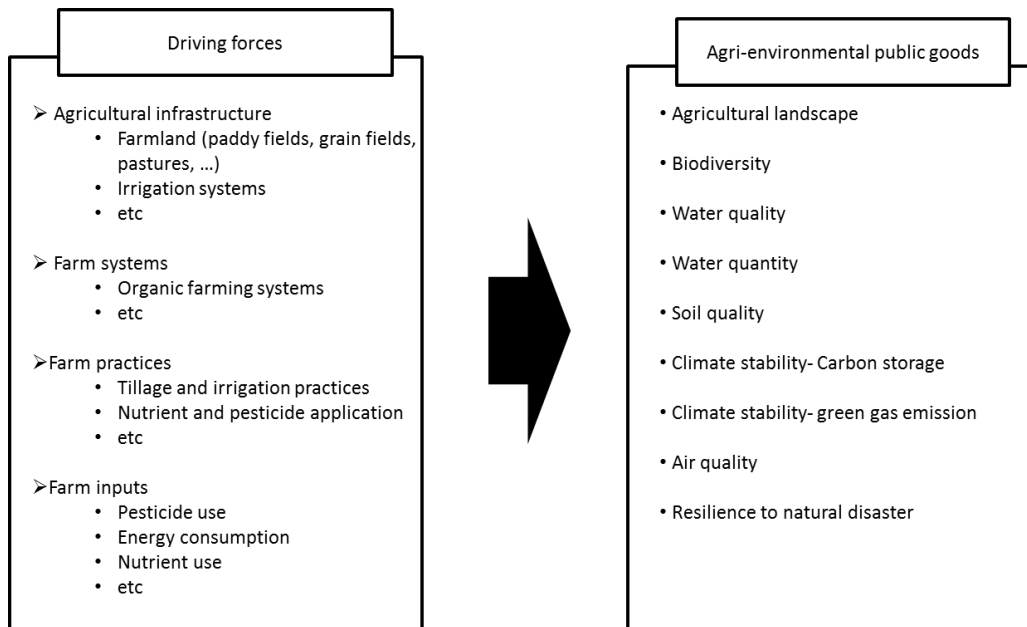 Driving forces
➢ Agricultural infrastructure
• Farmland (paddy fields, grain fields,
pastures, ...)
• Irrigation systems
• etc
➢ Farm systems
• Organic farming systems
• etc
➢Farm practices
• Tillage and irrigation practices
• Nutrient and pesticide application
• etc
➢Farm inputs
• Pesticide use
• Energy consumption
• Nutrient use
• etc
Agri-environmental public goods
• Agricultural landscape
• Biodiversity
• Water quality
• Water quantity
• Soil quality
• Climate stability- Carbon storage
• Climate stability- green gas emission
• Air quality
• Resilience to natural disaster